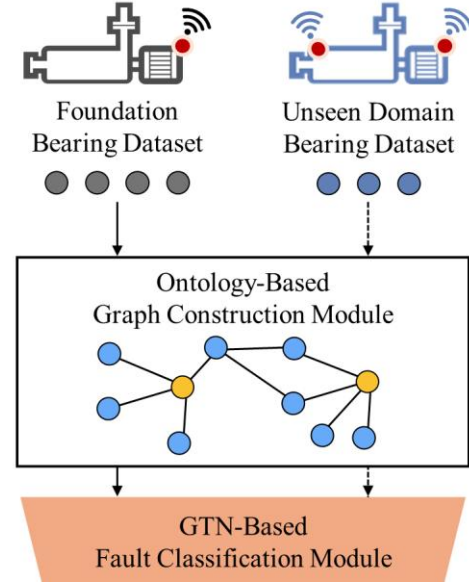 Foundation
Bearing Dataset
Unseen Domain
Bearing Dataset
Ontology-Based
Graph Construction Module
GTN-Based
Fault Classification Module